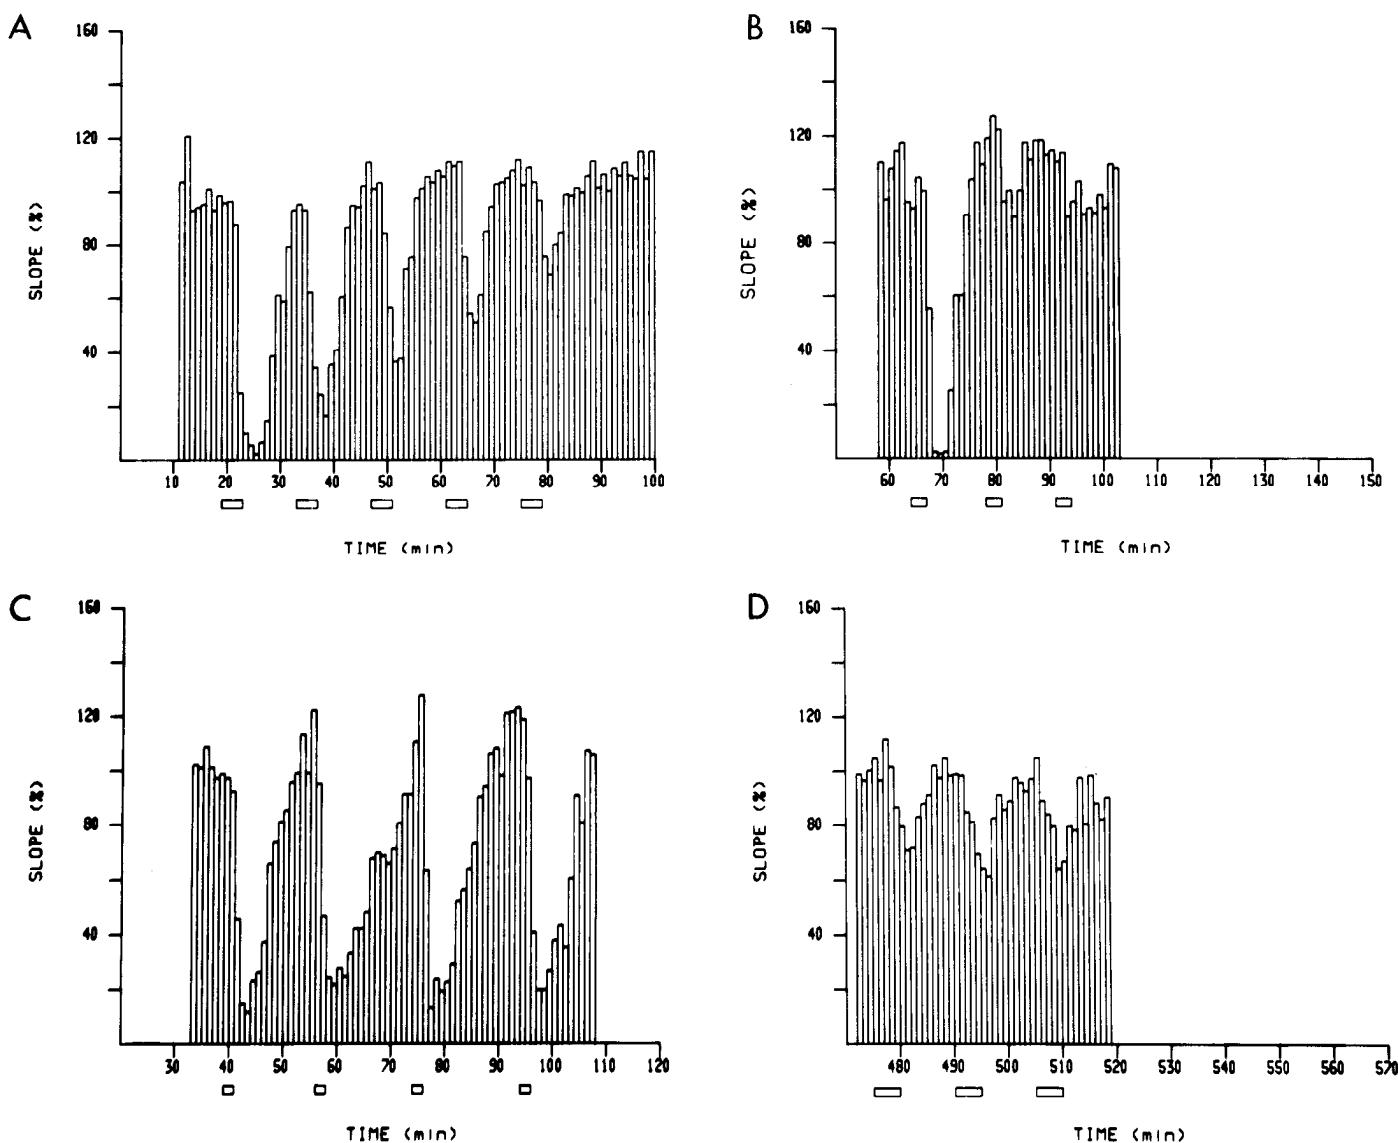 A
160
120
80
40
SLOPE (%)
10 20 30 40 50 60 70 80 90 100
TIME (min)
B
160
120
80
40
SLOPE (%)
60 70 80 90 100 110 120 130 140 150
TIME (min)
C
160
120
80
40
SLOPE (%)
30 40 50 60 70 80 90 100 110 120
TIME (min)
D
160
120
80
40
SLOPE (%)
480 490 500 510 520 530 540 550 560 570
TIME (min)